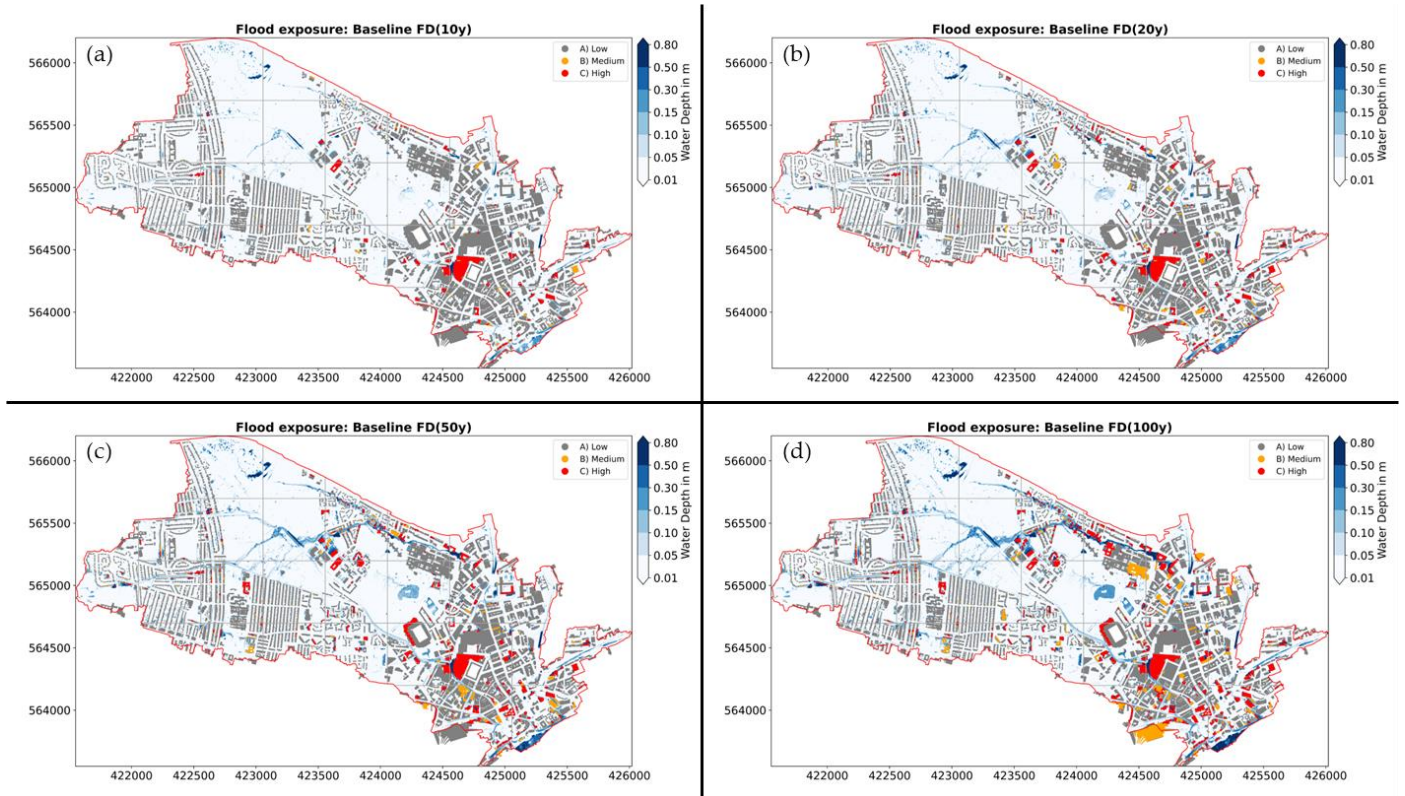 Flood exposure: Baseline FD(10y)
(a)
A) Low
B) Medium
C) High
566000
565500
565000
564500
564000
422000 422500 423000 423500 424000 424500 425000 425500 426000
0.80
0.50
0.30
0.15
0.10
0.05
0.01
Water Depth in m
Flood exposure: Baseline FD(20y)
(b)
A) Low
B) Medium
C) High
566000
565500
565000
564500
564000
422000 422500 423000 423500 424000 424500 425000 425500 426000
0.80
0.50
0.30
0.15
0.10
0.05
0.01
Water Depth in m
Flood exposure: Baseline FD(50y)
(c)
A) Low
B) Medium
C) High
566000
565500
565000
564500
564000
422000 422500 423000 423500 424000 424500 425000 425500 426000
0.80
0.50
0.30
0.15
0.10
0.05
0.01
Water Depth in m
Flood exposure: Baseline FD(100y)
(d)
A) Low
B) Medium
C) High
566000
565500
565000
564500
564000
422000 422500 423000 423500 424000 424500 425000 425500 426000
0.80
0.50
0.30
0.15
0.10
0.05
0.01
Water Depth in m